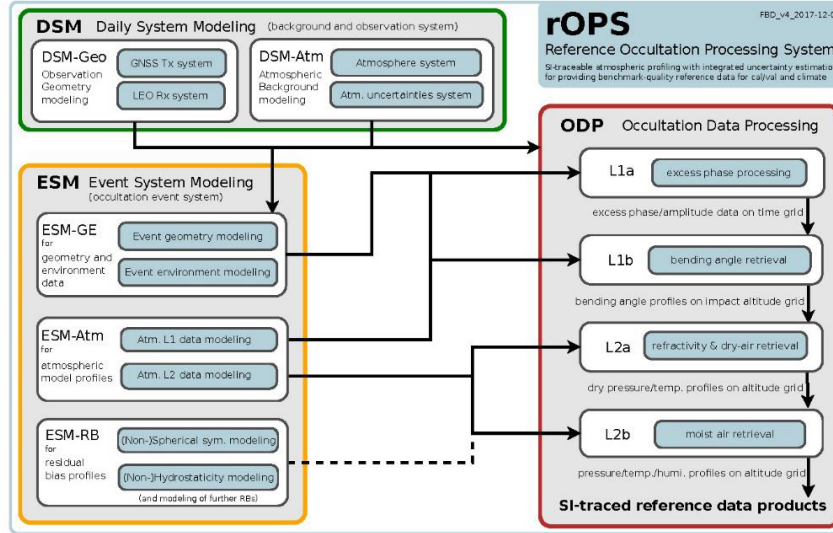 DSM Daily System Modeling (background and observation system)
DSM-Geo
Observation
Geometry
modeling
GNSS Tx system
LEO Rx system
DSM-Atm
Atmospheric
Background
modeling
Atmosphere system
Atm. uncertainties system
rOPS
Reference Occultation Processing System
SI-traceable atmospheric profiling with integrated uncertainty estimation
for providing benchmark-quality reference data for cal/val and climate
ESM Event System Modeling
(occultation event system)
ESM-GE
for
geometry and
environment
data
Event geometry modeling
Event environment modeling
ESM-Atm
for
atmospheric
model profiles
Atm. L1 data modeling
Atm. L2 data modeling
ESM-RB
for
residual
bias profiles
(Non-)Spherical sym. modeling
(Non-)Hydrostaticity modeling
(and modeling of further RBs)
ODP Occultation Data Processing
L1a excess phase processing
excess phase/amplitude data on time grid
L1b bending angle retrieval
bending angle profiles on impact altitude grid
L2a refractivity & dry-air retrieval
dry pressure/temp. profiles on altitude grid
L2b moist air retrieval
pressure/temp./humi. profiles on altitude grid
SI-traced reference data products